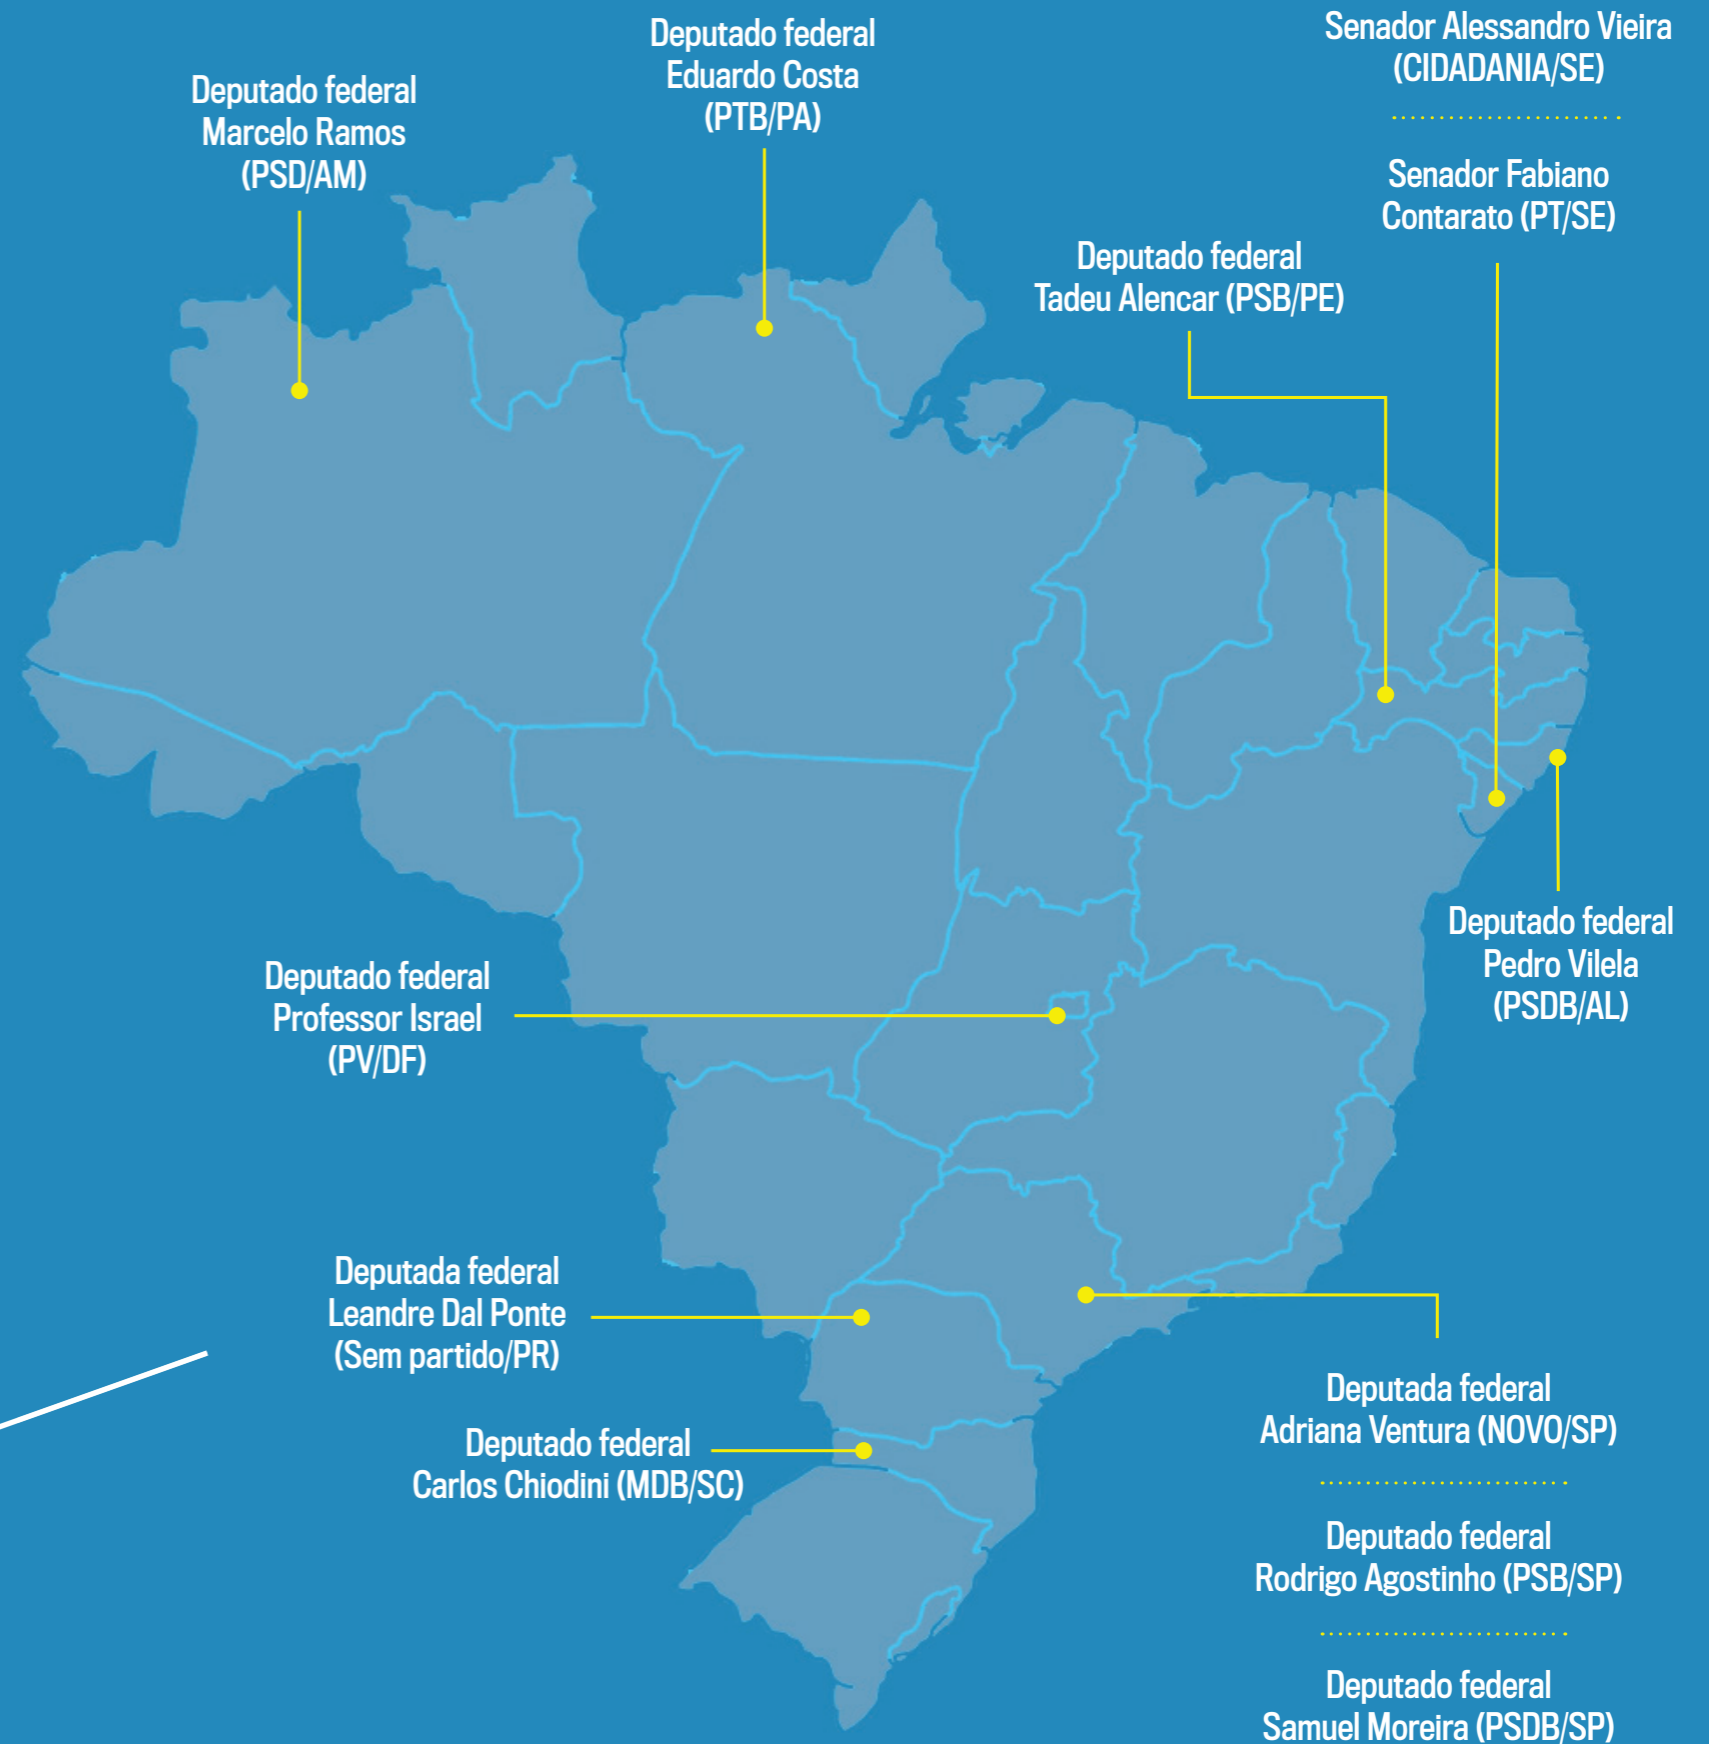 Deputado federal
Marcelo Ramos
(PSD/AM)
Deputado federal
Eduardo Costa
(PTB/PA)
Senador Alessandro Vieira
(CIDADANIA/SE)
Senador Fabiano
Contarato (PT/SE)
Deputado federal
Tadeu Alencar (PSB/PE)
Deputado federal
Pedro Vilela
(PSDB/AL)
Deputado federal
Professor Israel
(PV/DF)
Deputada federal
Leandre Dal Ponte
(Sem partido/PR)
Deputado federal
Carlos Chiodini (MDB/SC)
Deputada federal
Adriana Ventura (NOVO/SP)
Deputado federal
Rodrigo Agostinho (PSB/SP)
Deputado federal
Samuel Moreira (PSDB/SP)